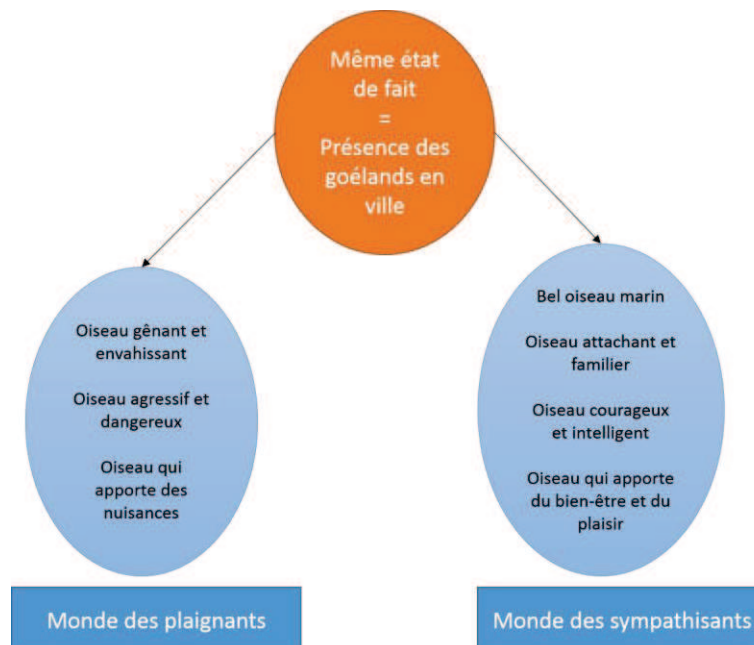 Même état
de fait
=
Présence des
goélands en
ville
Oiseau gênant et
envahissant
Oiseau agressif et
dangereux
Oiseau qui
apporte des
nuisances
Monde des plaignants
Bel oiseau marin
Oiseau attachant et
familier
Oiseau courageux
et intelligent
Oiseau qui apporte
du bien-être et du
plaisir
Monde des sympathisants